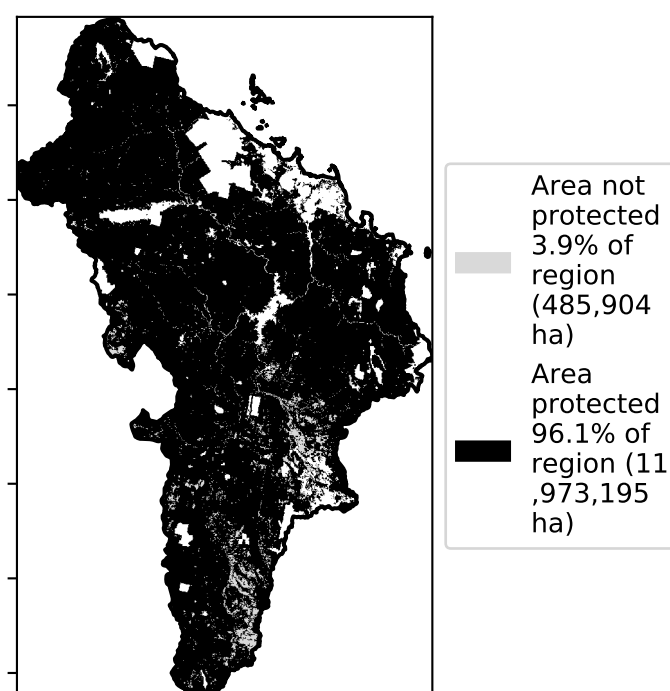 Area not
protected
3.9% of
region
(485,904
ha)
Area
protected
96.1% of
region (11
,973,195
ha)